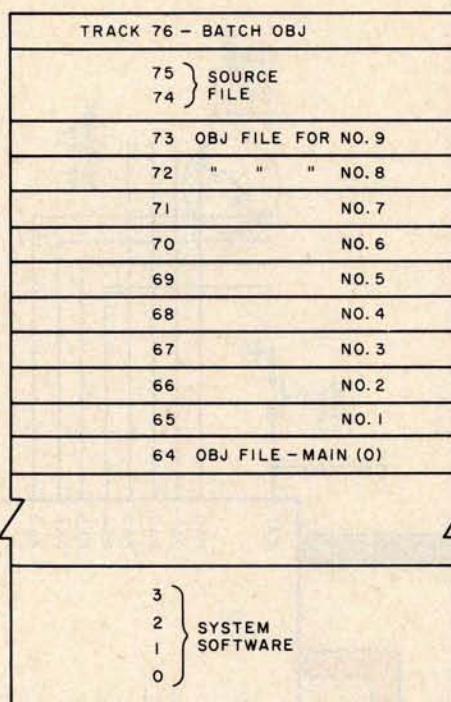 TRACK 76 – BATCH OBJ
75
74
SOURCE
FILE
73 OBJ FILE FOR NO. 9
72 " " " NO. 8
71 NO. 7
70 NO. 6
69 NO. 5
68 NO. 4
67 NO. 3
66 NO. 2
65 NO. 1
64 OBJ FILE – MAIN (0)
3
2
1
0
SYSTEM
SOFTWARE